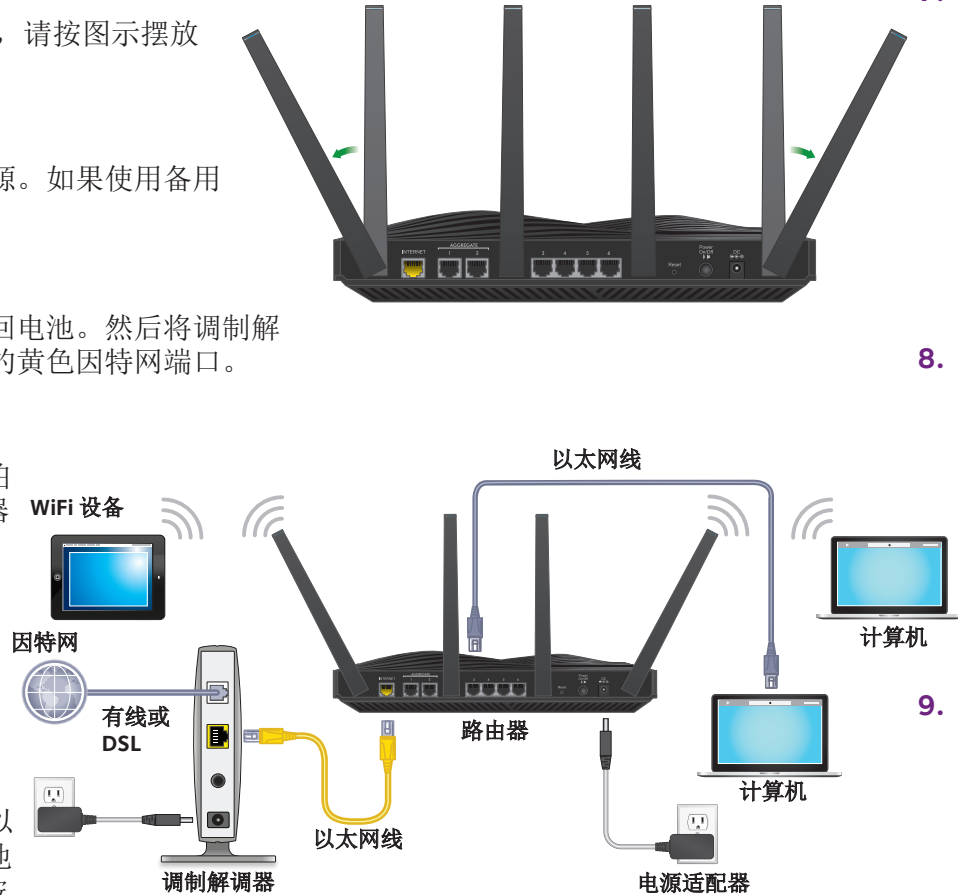 ，请按图示摆放
源。如果使用备用
回电池。然后将调制解
的黄色因特网端口。
INTERNET
AGGREGATE
1 2
3 4 5 6
Reset
Power On/Off
DC
8.
以太网线
WiFi 设备
因特网
有线或
DSL
路由器
计算机
9.
计算机
以太网线
调制解调器
电源适配器
以